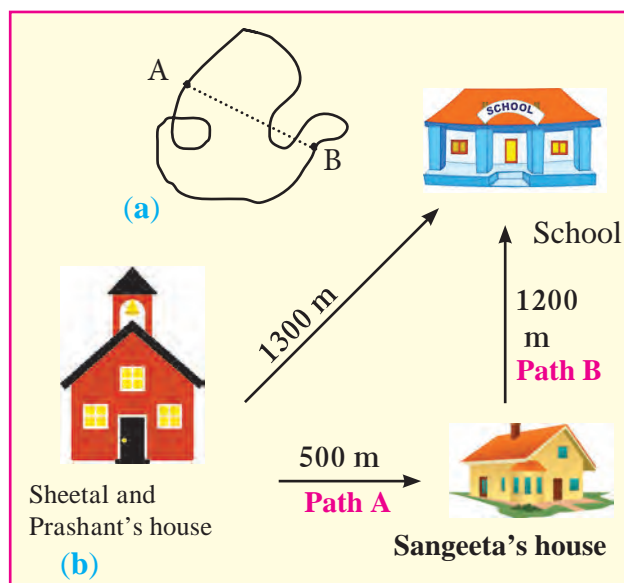 A
B
(a)
SCHOOL
School
1300 m
1200
m
Path B
500 m
Path A
Sheetal and
Prashant's house
(b)
Sangeeta's house